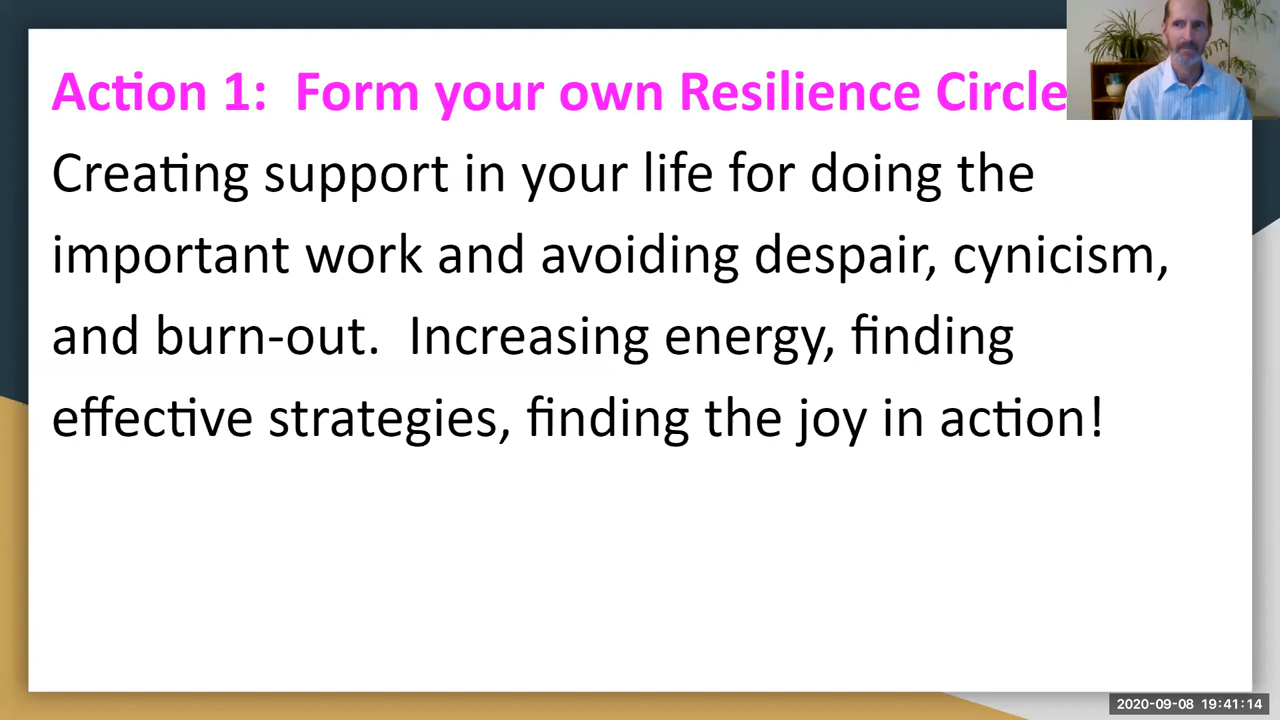 Action 1:  Form your own Resilience Circle
Creating support in your life for doing the
important work and avoiding despair, cynicism,
and burn-out.  Increasing energy, finding
effective strategies, finding the joy in action!
2020-09-08 19:41:14